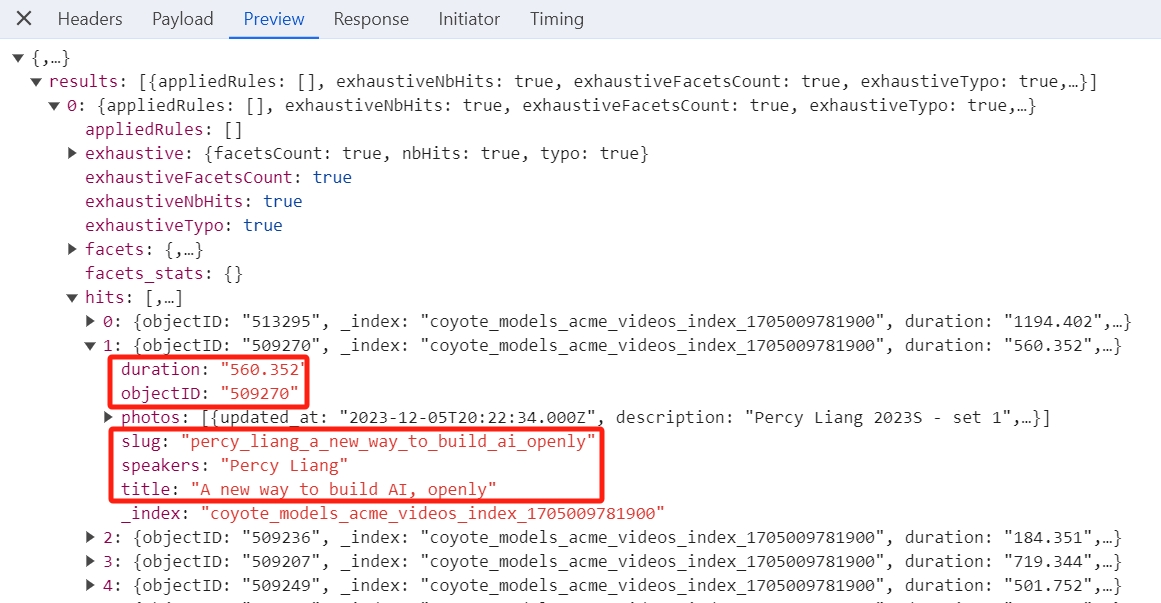 Headers Payload Preview Response Initiator Timing
{,…}
results: [{appliedRules: [], exhaustiveNbHits: true, exhaustiveFacetsCount: true, exhaustiveTypo: true,…}]
0: {appliedRules: [], exhaustiveNbHits: true, exhaustiveFacetsCount: true, exhaustiveTypo: true,…}
appliedRules: []
exhaustive: {facetsCount: true, nbHits: true, typo: true}
exhaustiveFacetsCount: true
exhaustiveNbHits: true
exhaustiveTypo: true
facets: {,…}
facets_stats: {}
hits: [,…]
0: {objectID: "513295", _index: "coyote_models_acme_videos_index_1705009781900", duration: "1194.402",…}
1: {objectID: "509270", _index: "coyote_models_acme_videos_index_1705009781900", duration: "560.352",…}
duration: "560.352"
objectID: "509270"
photos: [{updated_at: "2023-12-05T20:22:34.000Z", description: "Percy Liang 2023S - set 1",…}]
slug: "percy_liang_a_new_way_to_build_ai_openly"
speakers: "Percy Liang"
title: "A new way to build AI, openly"
_index: "coyote_models_acme_videos_index_1705009781900"
2: {objectID: "509236", _index: "coyote_models_acme_videos_index_1705009781900", duration: "184.351",…}
3: {objectID: "509207", _index: "coyote_models_acme_videos_index_1705009781900", duration: "719.344",…}
4: {objectID: "509249", _index: "coyote_models_acme_videos_index_1705009781900", duration: "501.752",…}